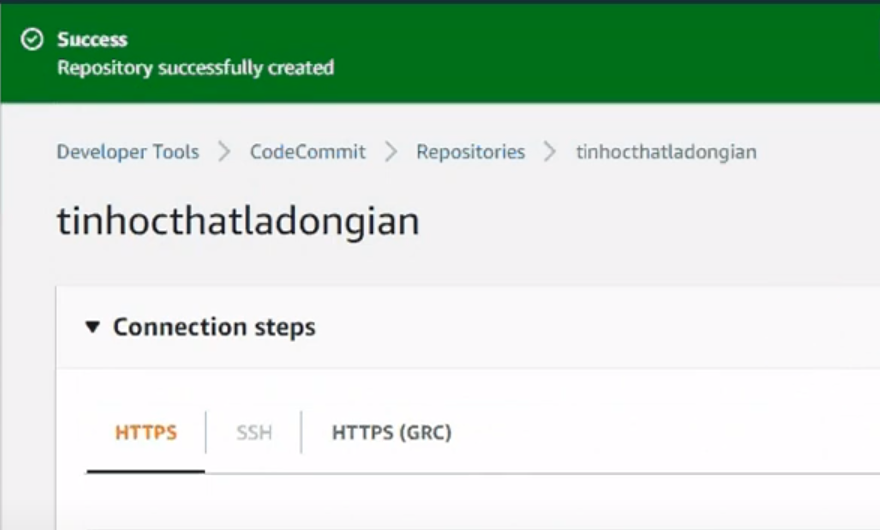 Success
Repository successfully created
Developer Tools > CodeCommit > Repositories > tinhocthatladongian
tinhocthatladongian
Connection steps
HTTPS SSH HTTPS (GRC)